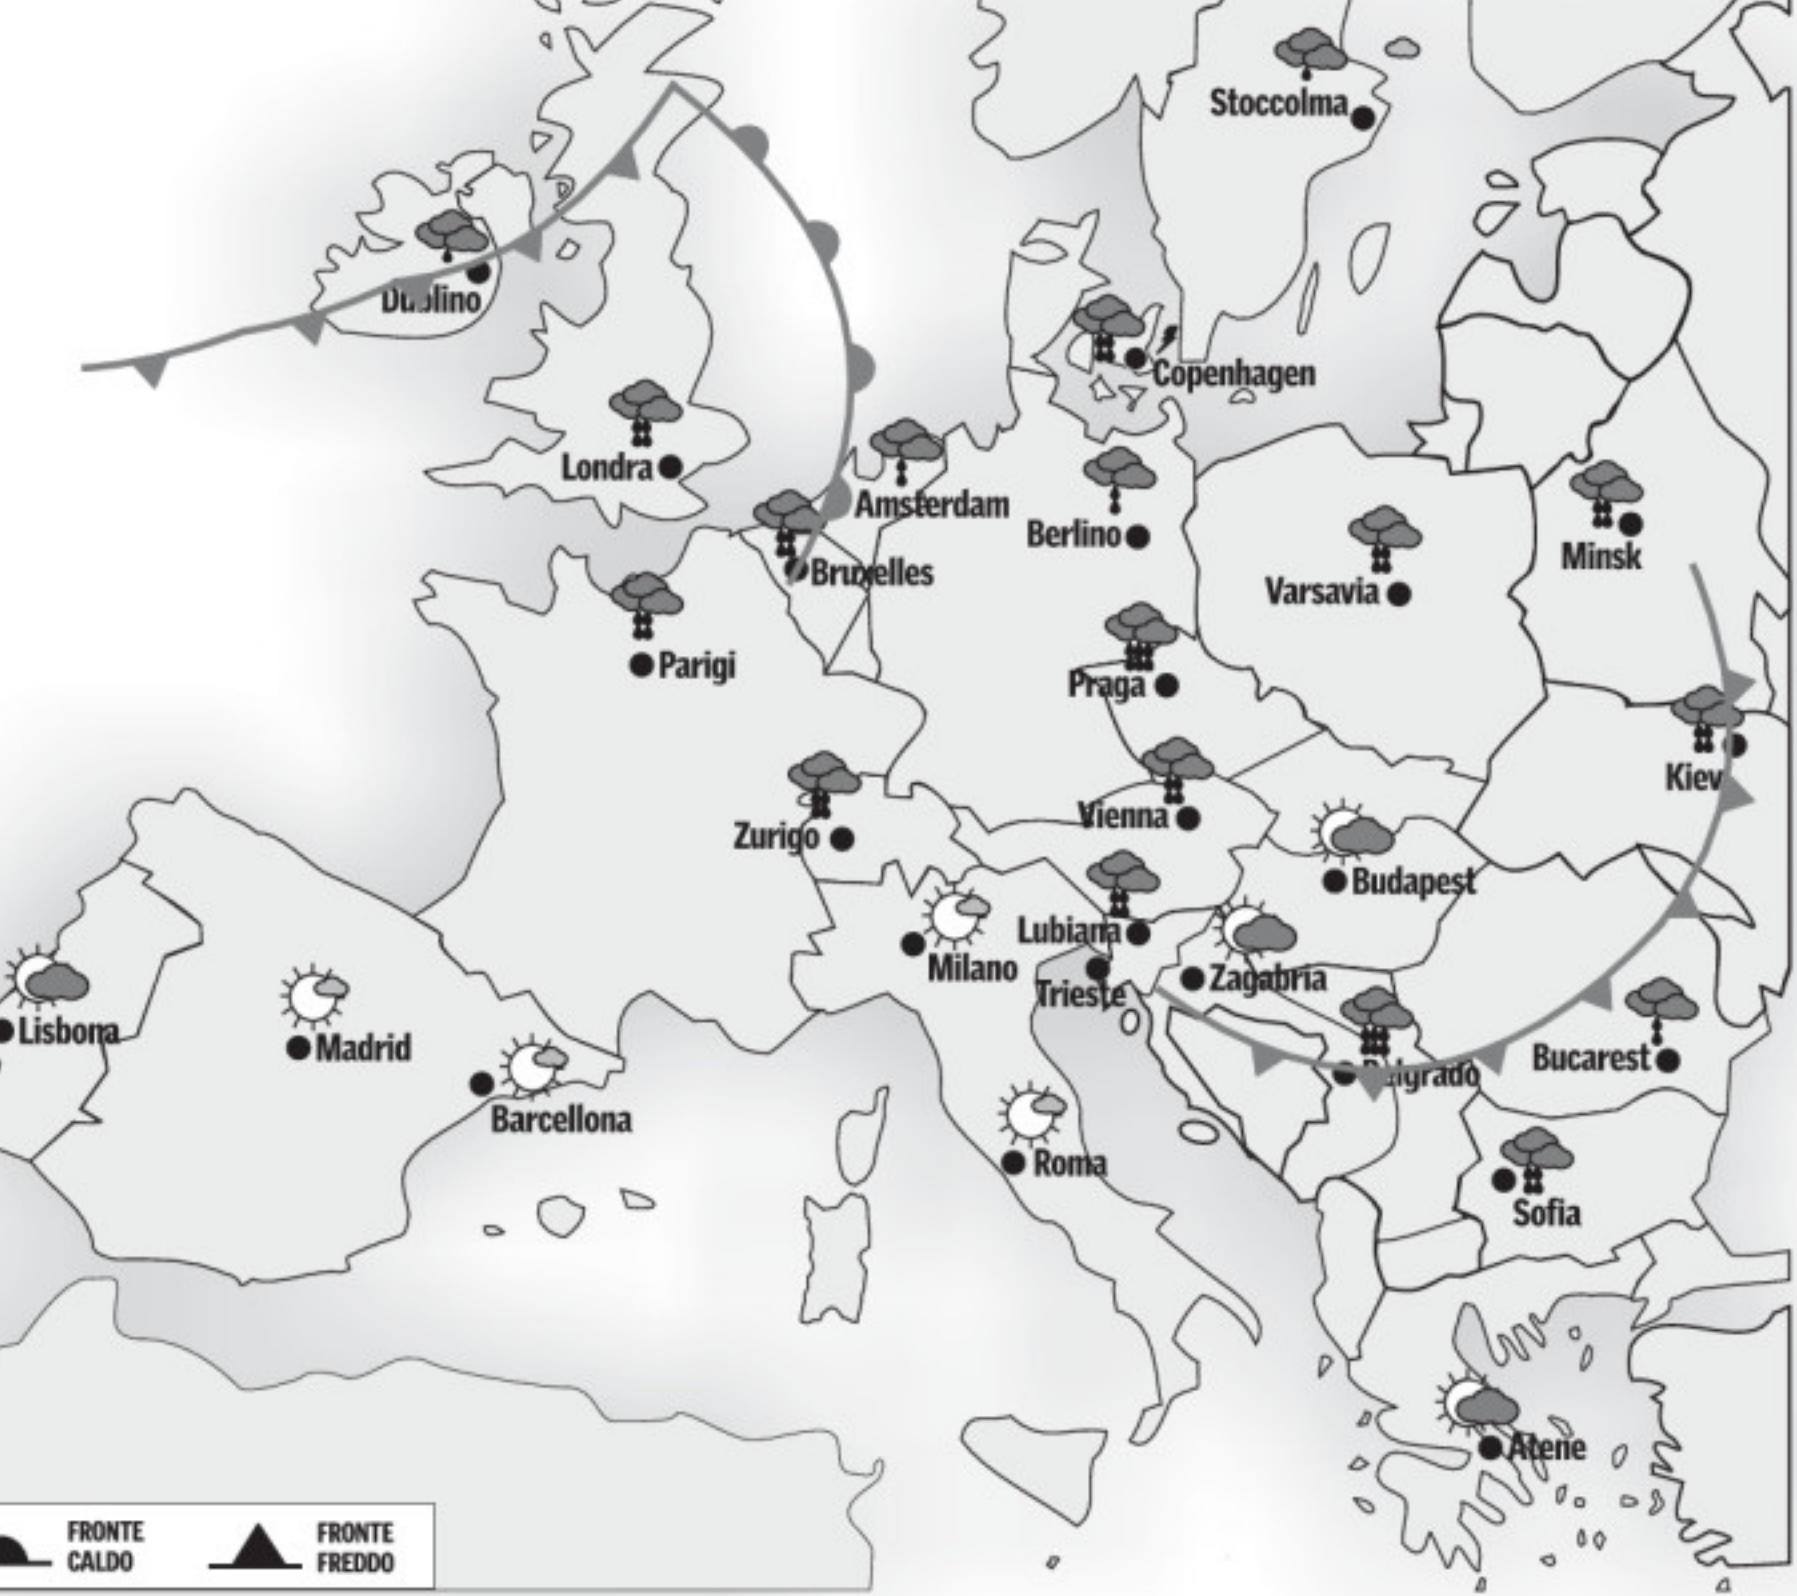 Stoccolma
Dublino
Copenhagen
Londra
Amsterdam
Berlino
Minsk
Bruxelles
Varsavia
Parigi
Praga
Kiev
Vienna
Zurigo
Budapest
Lubiana
Milano
Zagabria
Trieste
Lisbona
Madrid
Belgrado
Bucarest
Barcellona
Roma
Sofia
Atene
FRONTE
CALDO
FRONTE
FREDDO